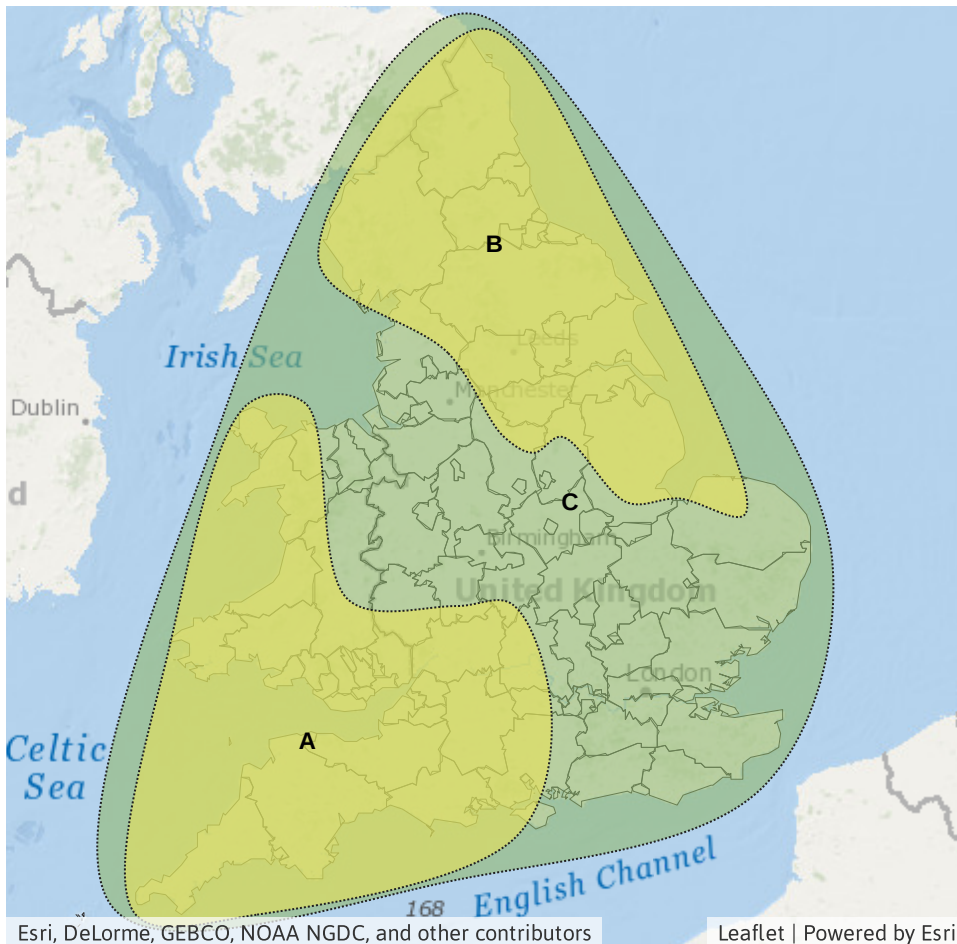 B
Irish Sea
Leeds
Manchester
Dublin
d
C
Birmingham
United Kingdom
London
A
Celtic
Sea
English Channel
168
Esri, DeLorme, GEBCO, NOAA NGDC, and other contributors
Leaflet | Powered by Esri